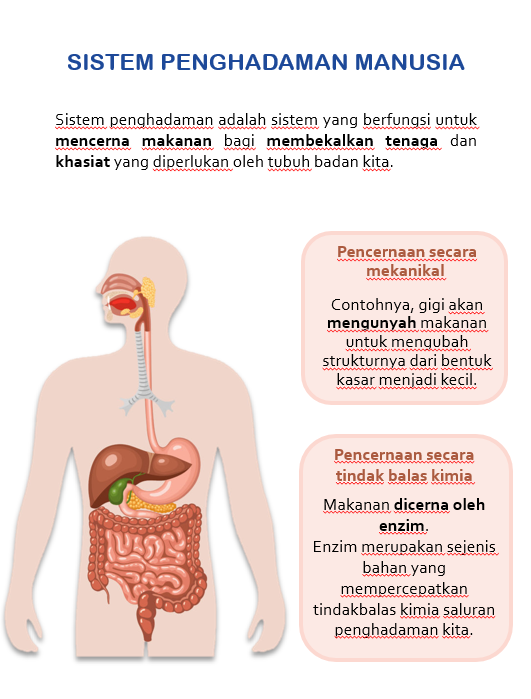 SISTEM PENGHADAMAN MANUSIA
Sistem penghadaman adalah sistem yang berfungsi untuk
mencerna makanan bagi membekalkan tenaga dan
khasiat yang diperlukan oleh tubuh badan kita.
Pencernaan secara
mekanikal
Contohnya, gigi akan
mengunyah makanan
untuk mengubah
strukturnya dari bentuk
kasar menjadi kecil.
Pencernaan secara
tindak balas kimia
Makanan dicerna oleh
enzim.
Enzim merupakan sejenis
bahan yang
mempercepatkan
tindakbalas kimia saluran
penghadaman kita.